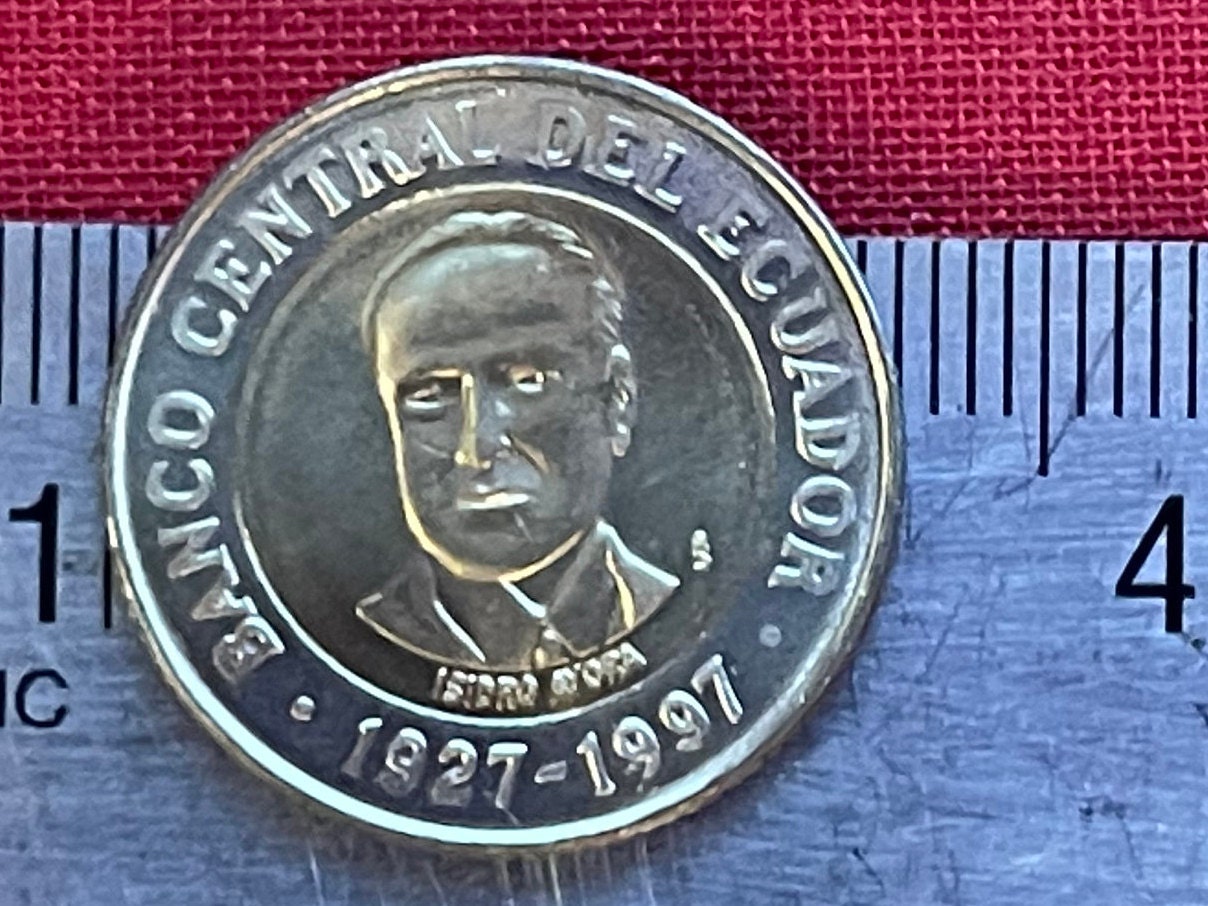 BANCO CENTRAL DEL ECUADOR
1
4
ISIDRO AYORA
1927-1997